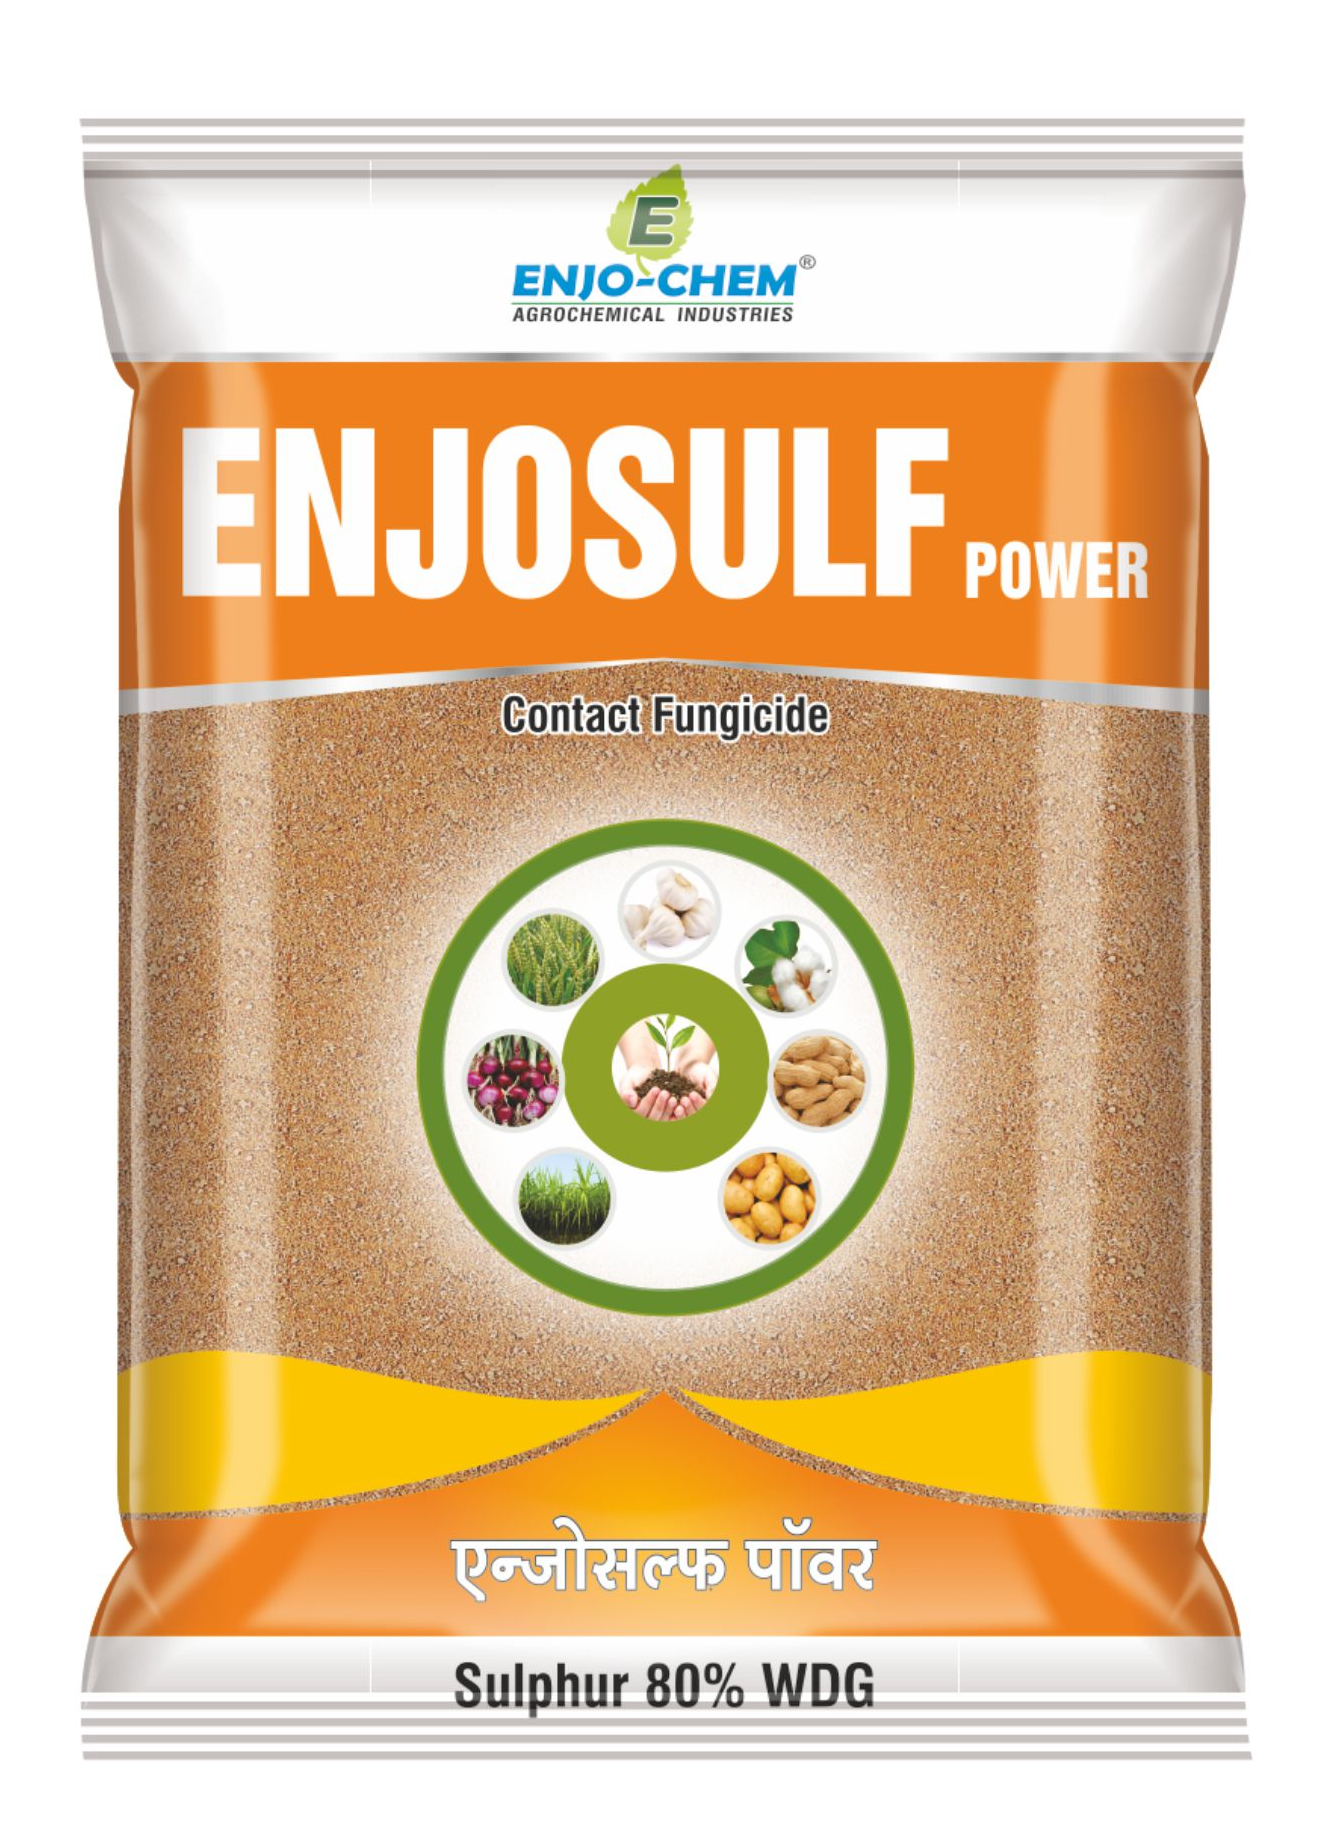 E
ENJO-CHEM®
AGROCHEMICAL INDUSTRIES
ENJOSULF POWER
Contact Fungicide
एन्जोसल्फ पॉवर
Sulphur 80% WDG